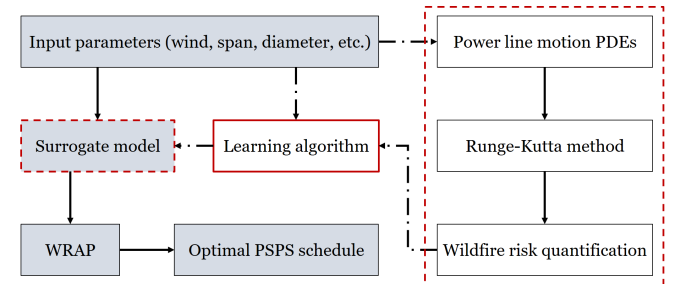 Input parameters (wind, span, diameter, etc.)
Power line motion PDEs
Surrogate model
Learning algorithm
Runge-Kutta method
WRAP
Optimal PSPS schedule
Wildfire risk quantification